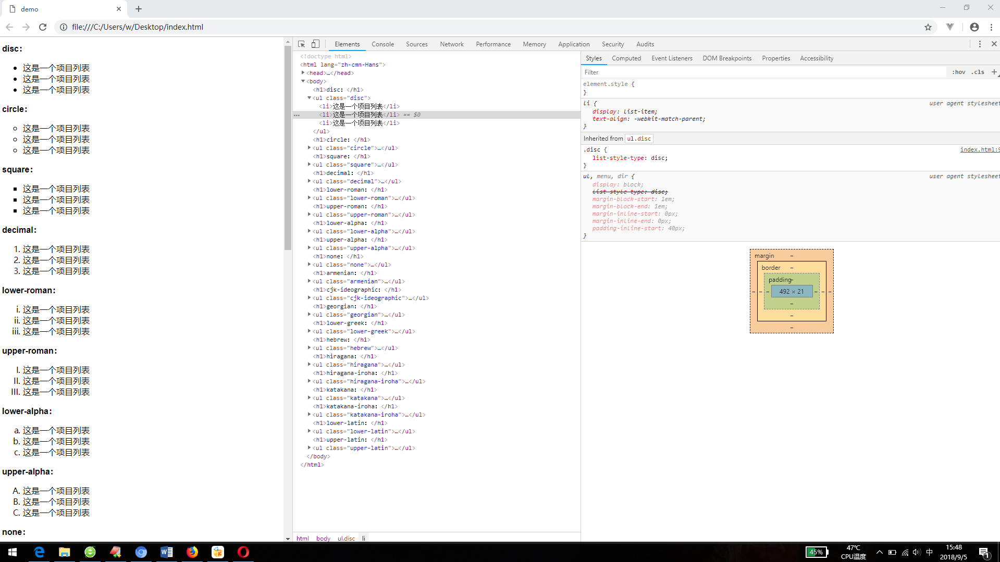 demo
file:///C:/Users/w/Desktop/index.html
disc:
这是一个项目列表
这是一个项目列表
这是一个项目列表
circle:
这是一个项目列表
这是一个项目列表
这是一个项目列表
square:
这是一个项目列表
这是一个项目列表
这是一个项目列表
decimal:
1. 这是一个项目列表
2. 这是一个项目列表
3. 这是一个项目列表
lower-roman:
i. 这是一个项目列表
ii. 这是一个项目列表
iii. 这是一个项目列表
upper-roman:
I. 这是一个项目列表
II. 这是一个项目列表
III. 这是一个项目列表
lower-alpha:
a. 这是一个项目列表
b. 这是一个项目列表
c. 这是一个项目列表
upper-alpha:
A. 这是一个项目列表
B. 这是一个项目列表
C. 这是一个项目列表
none:
Elements Console Sources Network Performance Memory Application Security Audits
<!doctype html>
<html lang="zh-cmn-Hans">
<head>…</head>
<body>
<h1>disc: </h1>
<ul class="disc">
<li>这是一个项目列表</li>
<li>这是一个项目列表</li> == $0
<li>这是一个项目列表</li>
</ul>
<h1>circle: </h1>
<ul class="circle">…</ul>
<h1>square: </h1>
<ul class="square">…</ul>
<h1>decimal: </h1>
<ul class="decimal">…</ul>
<h1>lower-roman: </h1>
<ul class="lower-roman">…</ul>
<h1>upper-roman: </h1>
<ul class="upper-roman">…</ul>
<h1>lower-alpha: </h1>
<ul class="lower-alpha">…</ul>
<h1>upper-alpha: </h1>
<ul class="upper-alpha">…</ul>
<h1>none: </h1>
<ul class="none">…</ul>
<h1>armenian: </h1>
<ul class="armenian">…</ul>
<h1>cjk-ideographic: </h1>
<ul class="cjk-ideographic">…</ul>
<h1>georgian: </h1>
<ul class="georgian">…</ul>
<h1>lower-greek: </h1>
<ul class="lower-greek">…</ul>
<h1>hebrew: </h1>
<ul class="hebrew">…</ul>
<h1>hiragana: </h1>
<ul class="hiragana">…</ul>
<h1>hiragana-iroha: </h1>
<ul class="hiragana-iroha">…</ul>
<h1>katakana: </h1>
<ul class="katakana">…</ul>
<h1>katakana-iroha: </h1>
<ul class="katakana-iroha">…</ul>
<h1>lower-latin: </h1>
<ul class="lower-latin">…</ul>
<h1>upper-latin: </h1>
<ul class="upper-latin">…</ul>
</body>
</html>
html body ul.disc li
Styles Computed Event Listeners DOM Breakpoints Properties Accessibility
Filter :hov .cls +
element.style {
}
li { user agent stylesheet
display: list-item;
text-align: -webkit-match-parent;
}
Inherited from ul.disc
.disc { index.html:9
list-style-type: disc;
}
ul, menu, dir { user agent stylesheet
display: block;
list-style-type: disc;
margin-block-start: 1em;
margin-block-end: 1em;
margin-inline-start: 0px;
margin-inline-end: 0px;
padding-inline-start: 40px;
}
margin –
border –
padding –
– – – 492 × 21 – – –
–
–
–
45%
47℃
CPU温度
中
15:48
2018/9/5
1